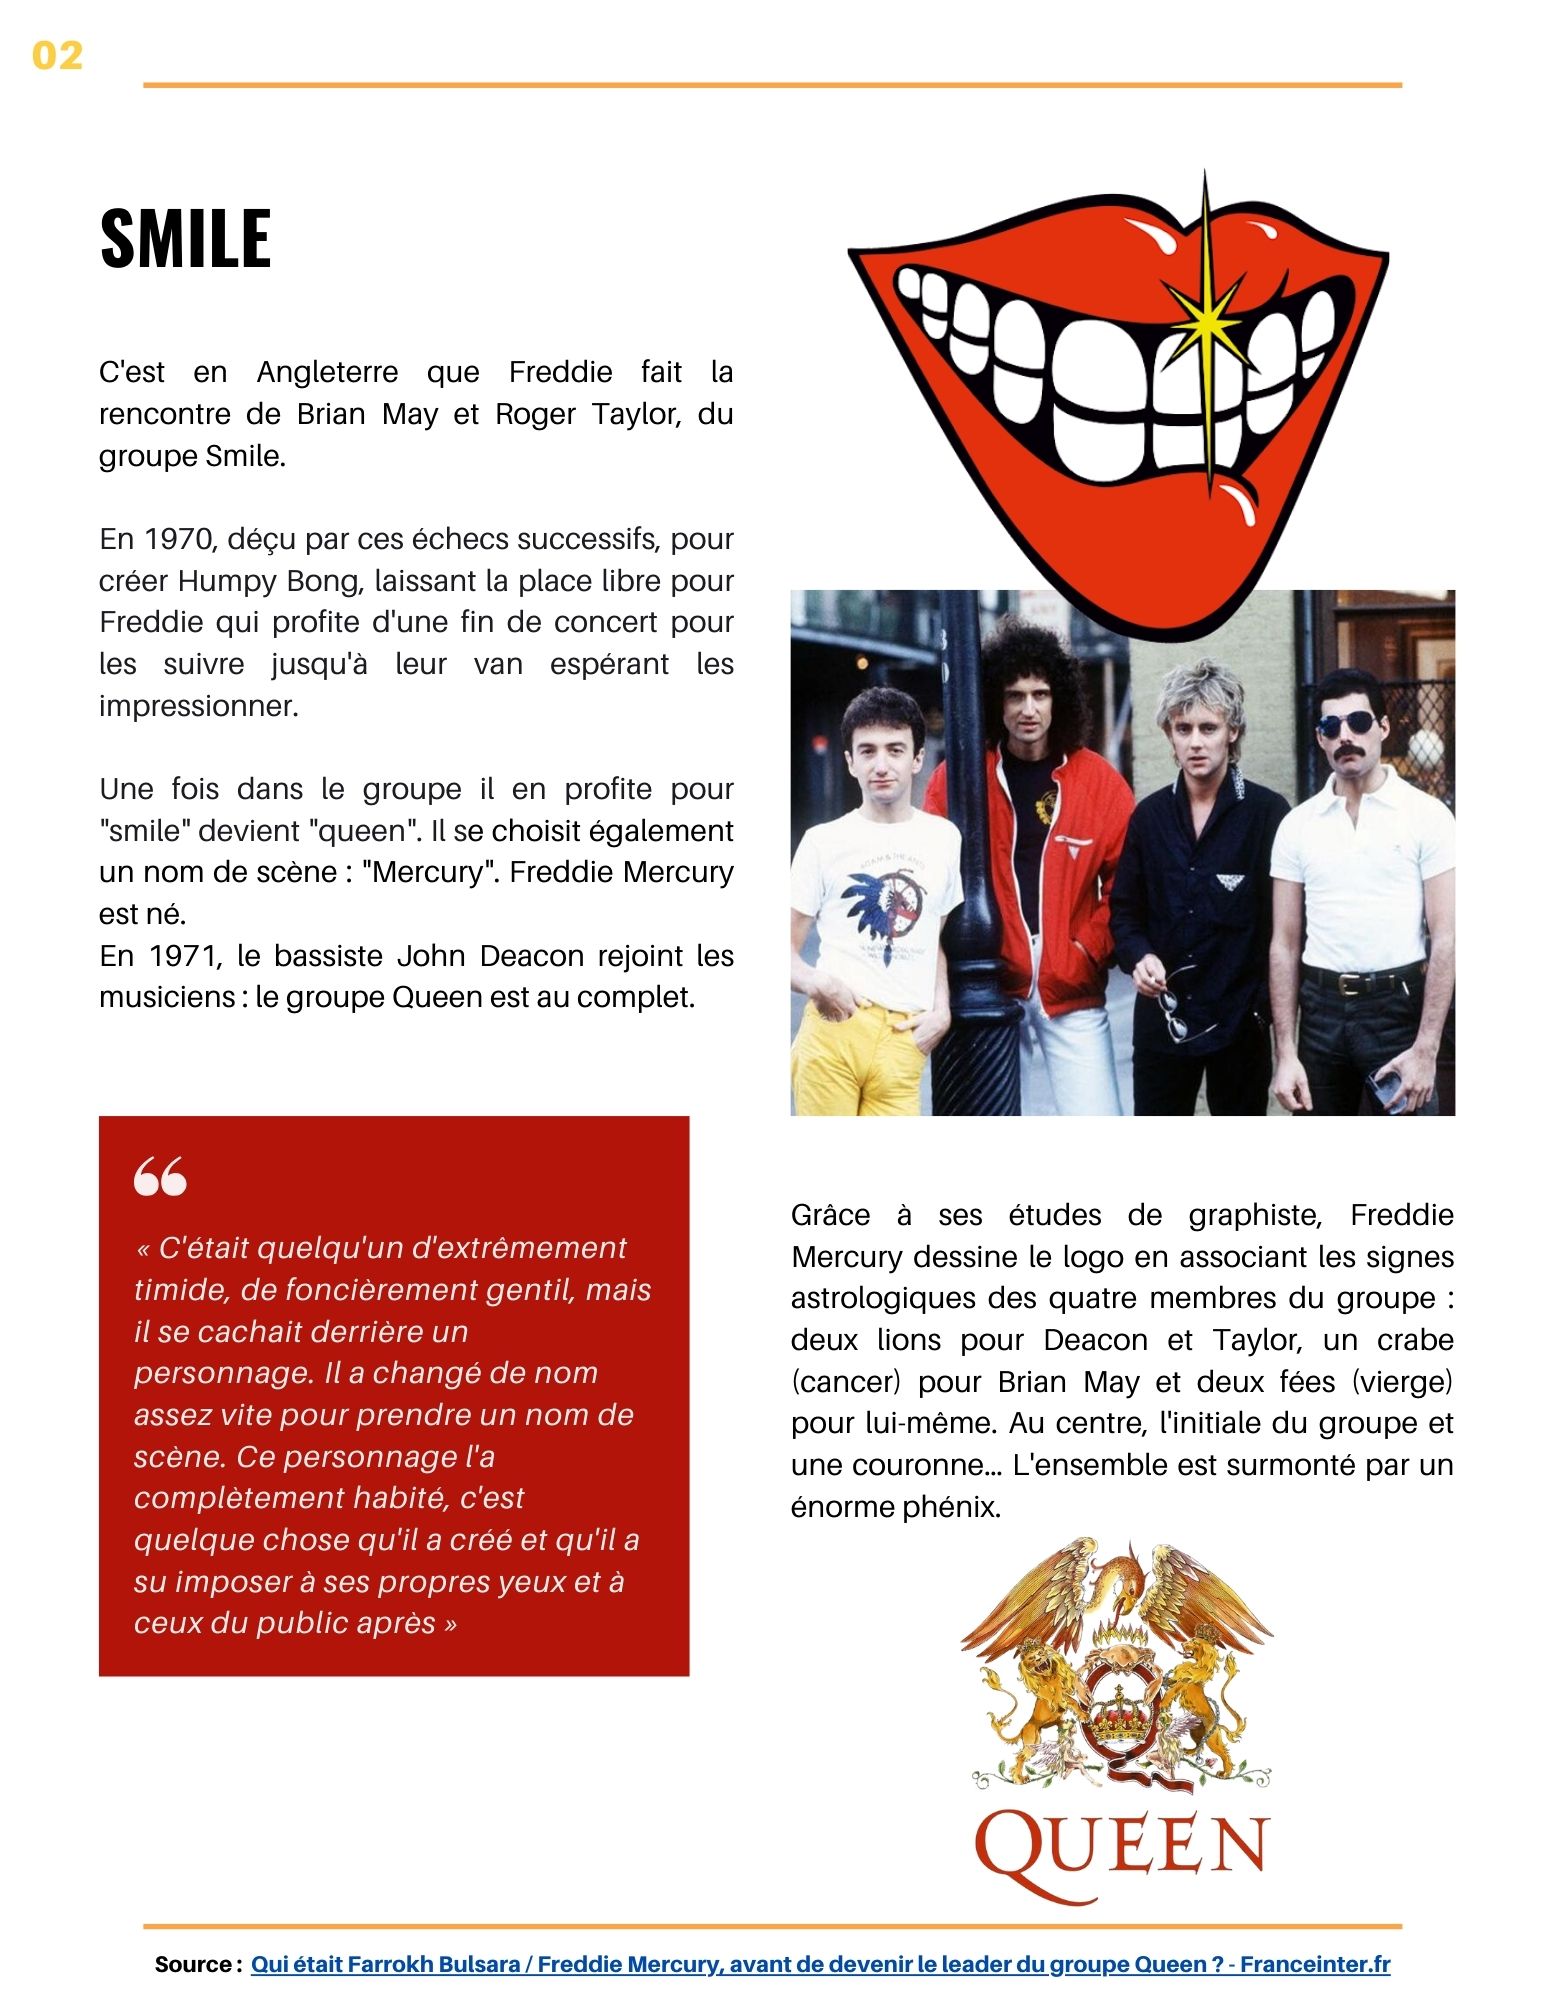 02
SMILE
C'est en Angleterre que Freddie fait la
rencontre de Brian May et Roger Taylor, du
groupe Smile.
En 1970, déçu par ces échecs successifs, pour
créer Humpy Bong, laissant la place libre pour
Freddie qui profite d'une fin de concert pour
les suivre jusqu'à leur van espérant les
impressionner.
Une fois dans le groupe il en profite pour
"smile" devient "queen". Il se choisit également
un nom de scène : "Mercury". Freddie Mercury
est né.
En 1971, le bassiste John Deacon rejoint les
musiciens : le groupe Queen est au complet.
« C'était quelqu'un d'extrêmement
timide, de foncièrement gentil, mais
il se cachait derrière un
personnage. Il a changé de nom
assez vite pour prendre un nom de
scène. Ce personnage l'a
complètement habité, c'est
quelque chose qu'il a créé et qu'il a
su imposer à ses propres yeux et à
ceux du public après »
Grâce à ses études de graphiste, Freddie
Mercury dessine le logo en associant les signes
astrologiques des quatre membres du groupe :
deux lions pour Deacon et Taylor, un crabe
(cancer) pour Brian May et deux fées (vierge)
pour lui-même. Au centre, l'initiale du groupe et
une couronne... L'ensemble est surmonté par un
énorme phénix.
QUEEN
Source : Qui était Farrokh Bulsara / Freddie Mercury, avant de devenir le leader du groupe Queen ? - Franceinter.fr